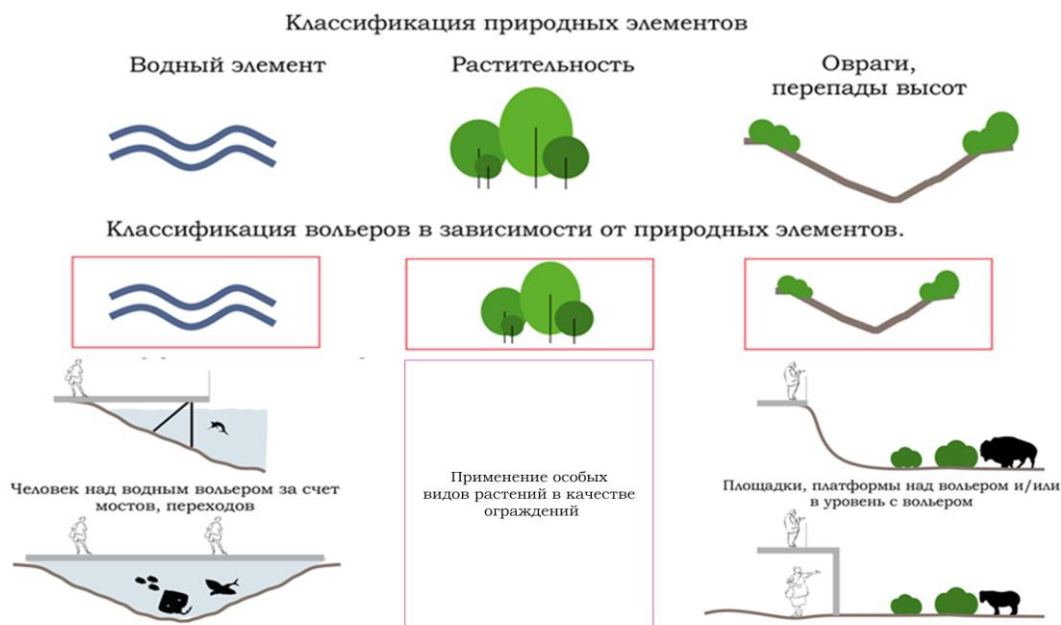 Классификация природных элементов
Водный элемент
Растительность
Овраги,
перепады высот
Классификация вольеров в зависимости от природных элементов.
Человек над водным вольером за счет
мостов, переходов
Применение особых
видов растений в качестве
ограждений
Площадки, платформы над вольером и/или
в уровень с вольером